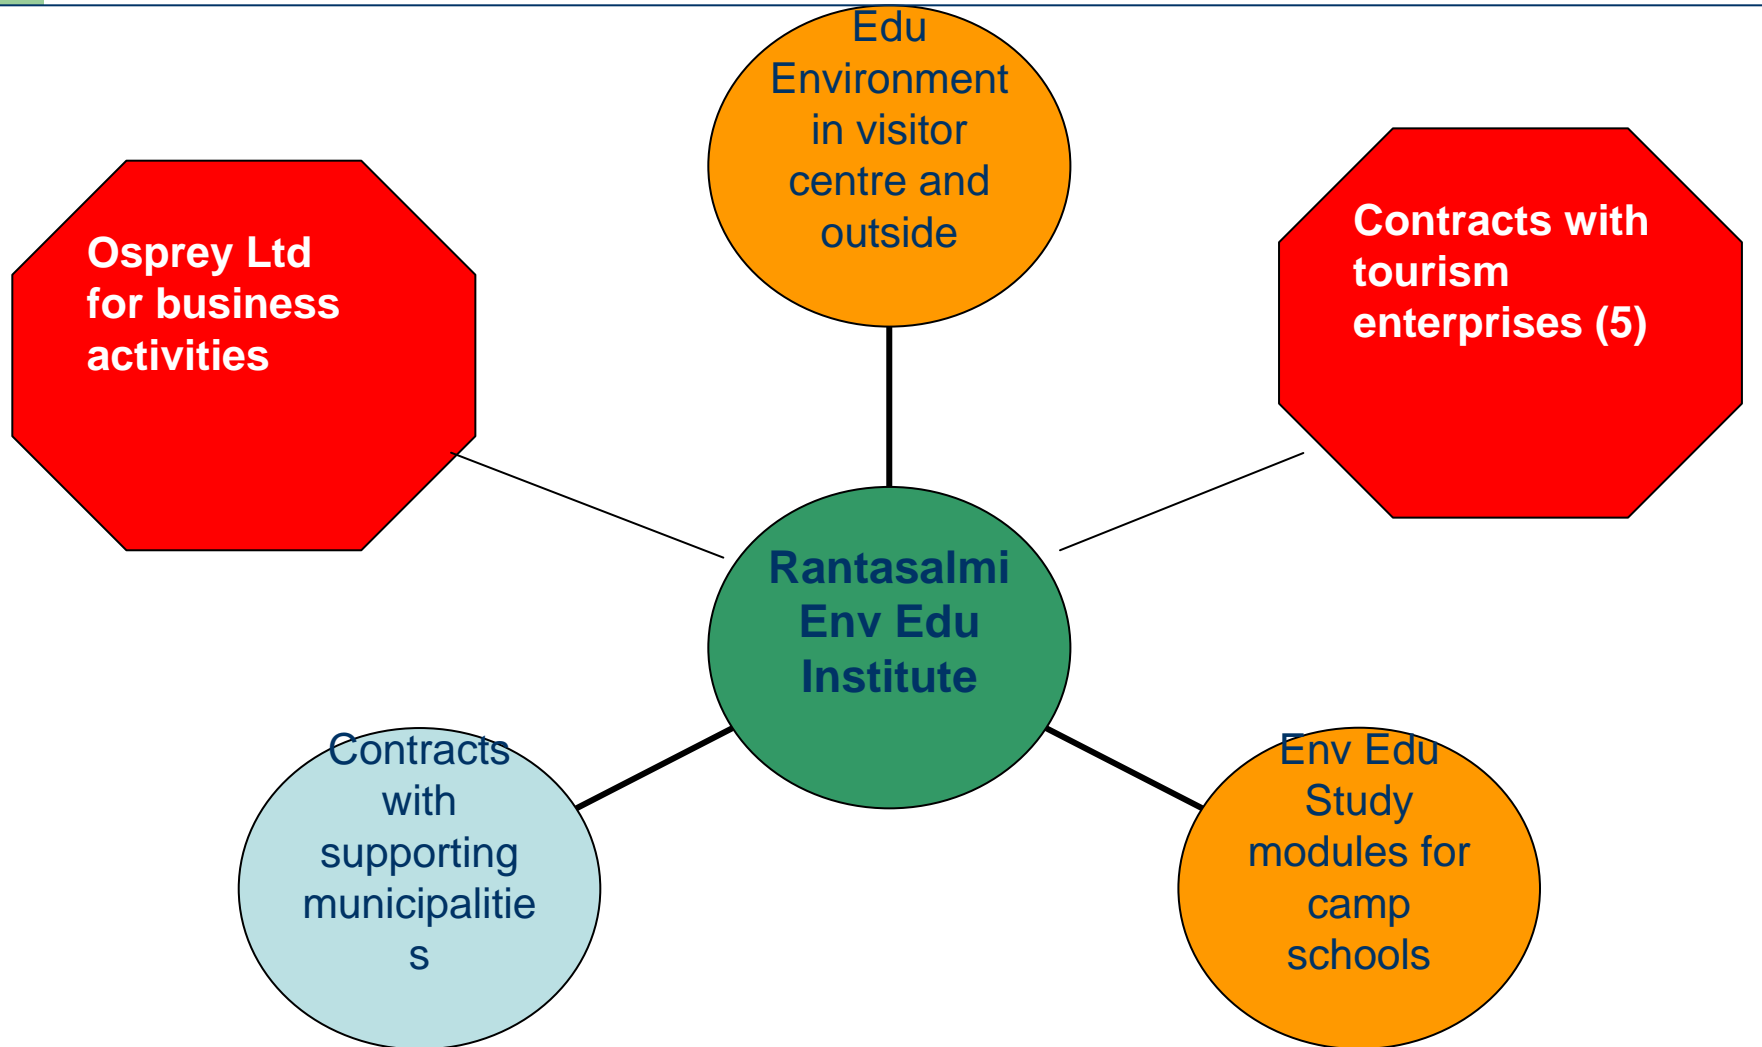 Edu
Environment
in visitor
centre and
outside
Osprey Ltd
for business
activities
Contracts with
tourism
enterprises (5)
Rantasalmi
Env Edu
Institute
Contracts
with
supporting
municipalitie
s
Env Edu
Study
modules for
camp
schools